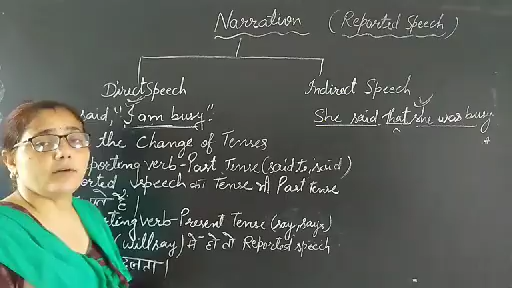 Narration (Reported Speech)
Direct Speech Indirect Speech
said, "I am busy". She said that she was busy
the Change of Tenses
porting verb - Past Tense (said to, said)
orted speech का Tense भी Past Tense
ting verb - Present Tense (say, says)
(will say) में हो तो Reported speech